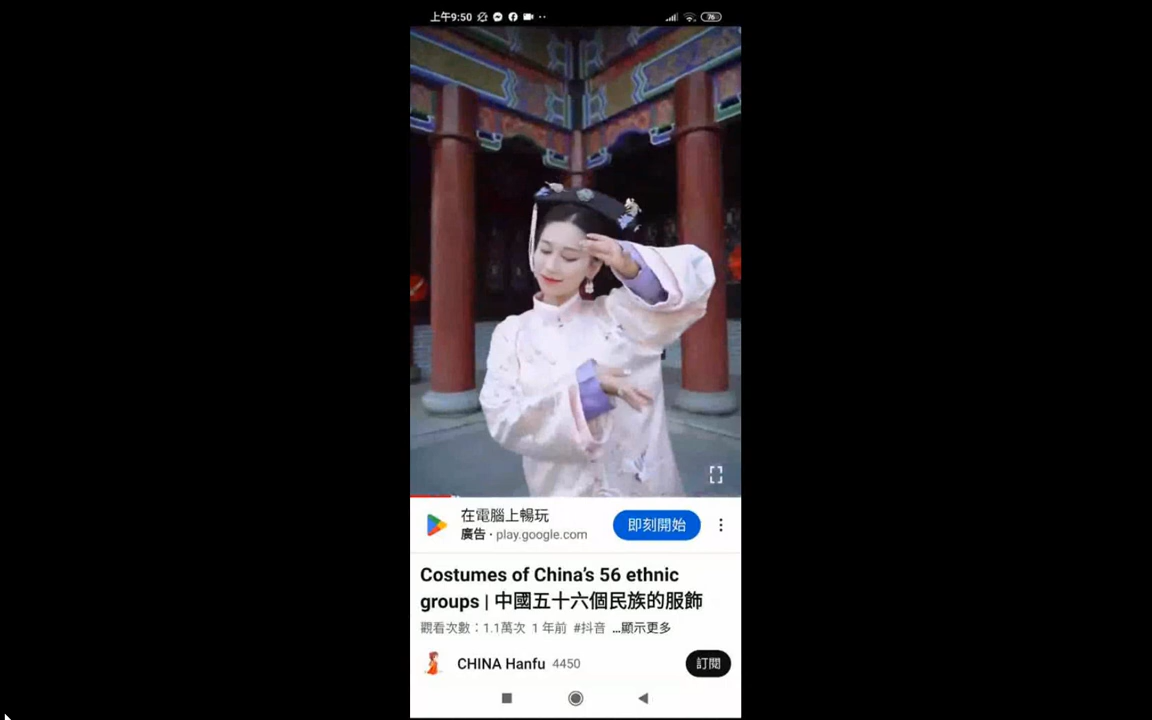 上午9:50
76
在電腦上暢玩
廣告 · play.google.com
即刻開始
Costumes of China's 56 ethnic
groups | 中國五十六個民族的服飾
觀看次數：1.1萬次 1 年前 #抖音 ...顯示更多
CHINA Hanfu 4450
訂閱